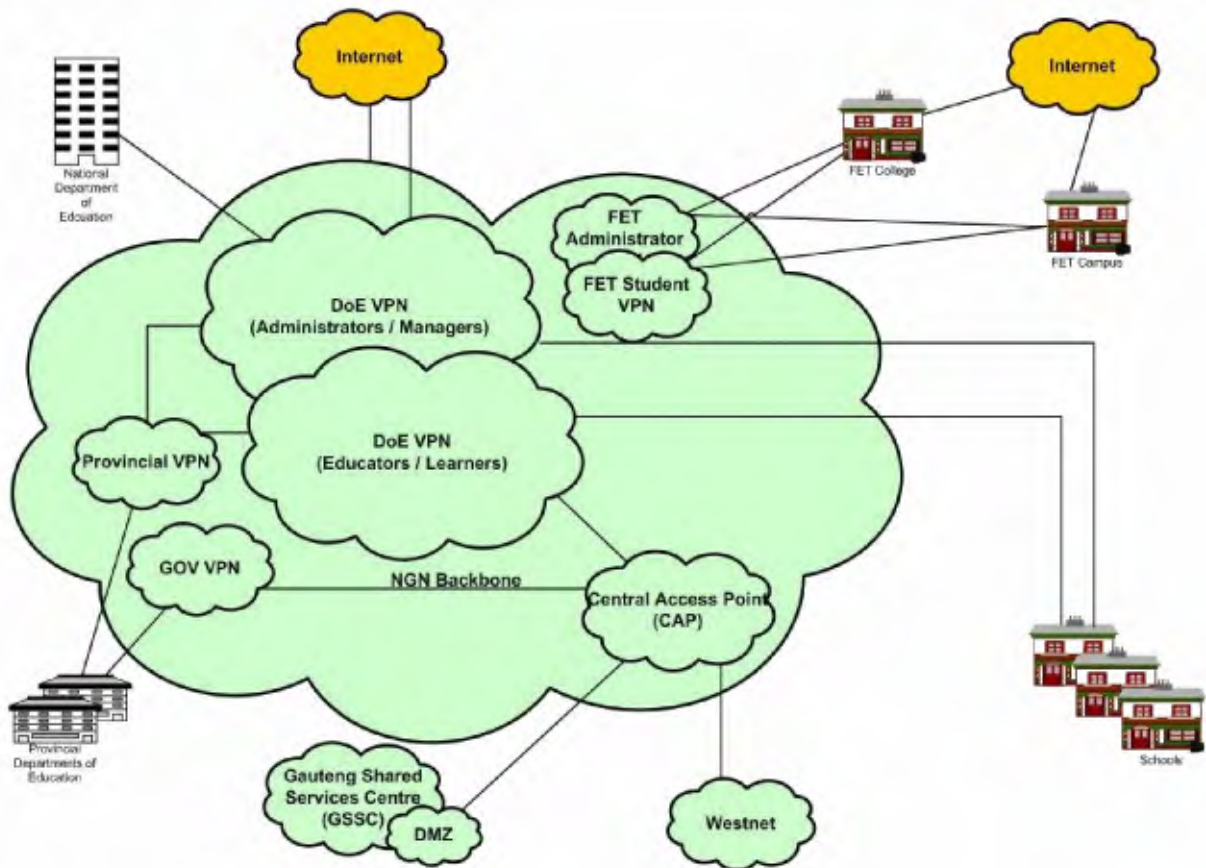 Internet
Internet
National
Department
of
Edcuation
FET College
FET Campus
FET
Administrator
FET Student
VPN
DoE VPN
(Administrators / Managers)
DoE VPN
(Educators / Learners)
Provincial VPN
GOV VPN
NGN Backbone
Central Access Point
(CAP)
Provincial
Departments of
Education
Schools
Gauteng Shared
Services Centre
(GSSC)
DMZ
Westnet